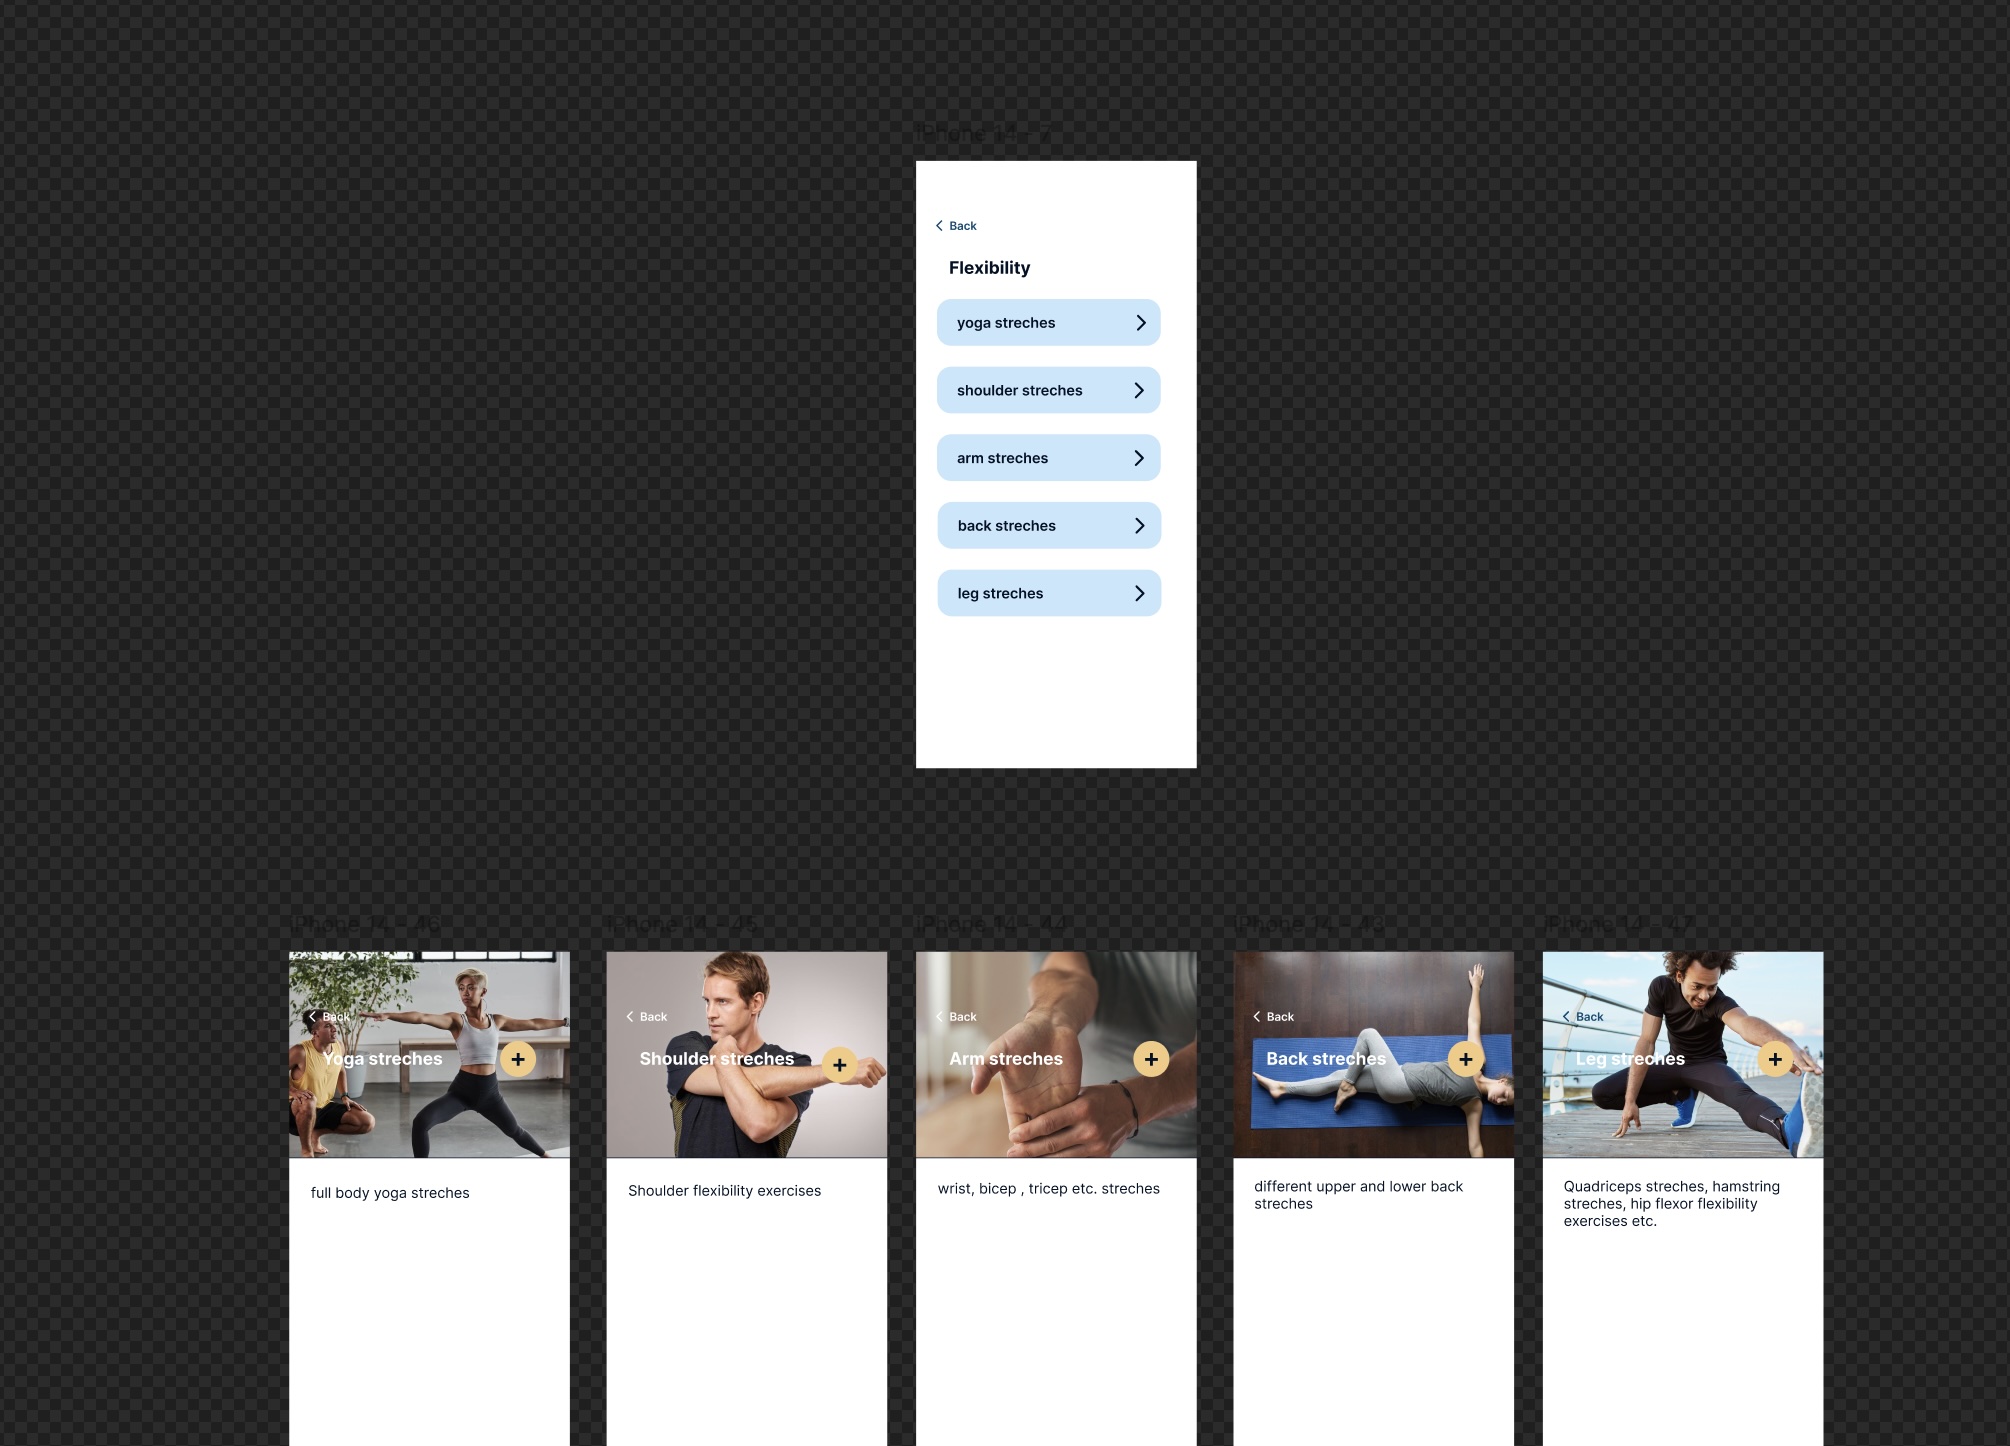 iPhone 14 - 7
Back
Flexibility
yoga streches
shoulder streches
arm streches
back streches
leg streches
iPhone 14 - 46
iPhone 14 - 45
iPhone 14 - 44
iPhone 14 - 43
iPhone 14 - 47
Back
Yoga streches
full body yoga streches
Back
Shoulder streches
Shoulder flexibility exercises
Back
Arm streches
wrist, bicep , tricep etc. streches
Back
Back streches
different upper and lower back
streches
Back
Leg streches
Quadriceps streches, hamstring
streches, hip flexor flexibility
exercises etc.